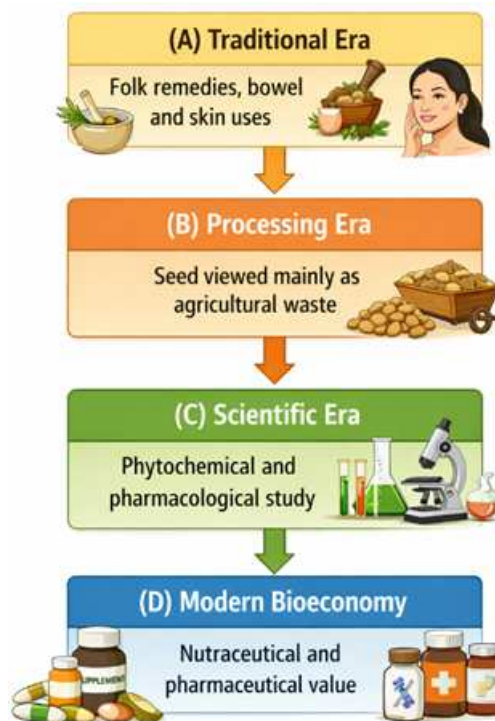 (A) Traditional Era
Folk remedies, bowel
and skin uses
(B) Processing Era
Seed viewed mainly as
agricultural waste
(C) Scientific Era
Phytochemical and
pharmacological study
(D) Modern Bioeconomy
Nutraceutical and
pharmaceutical value